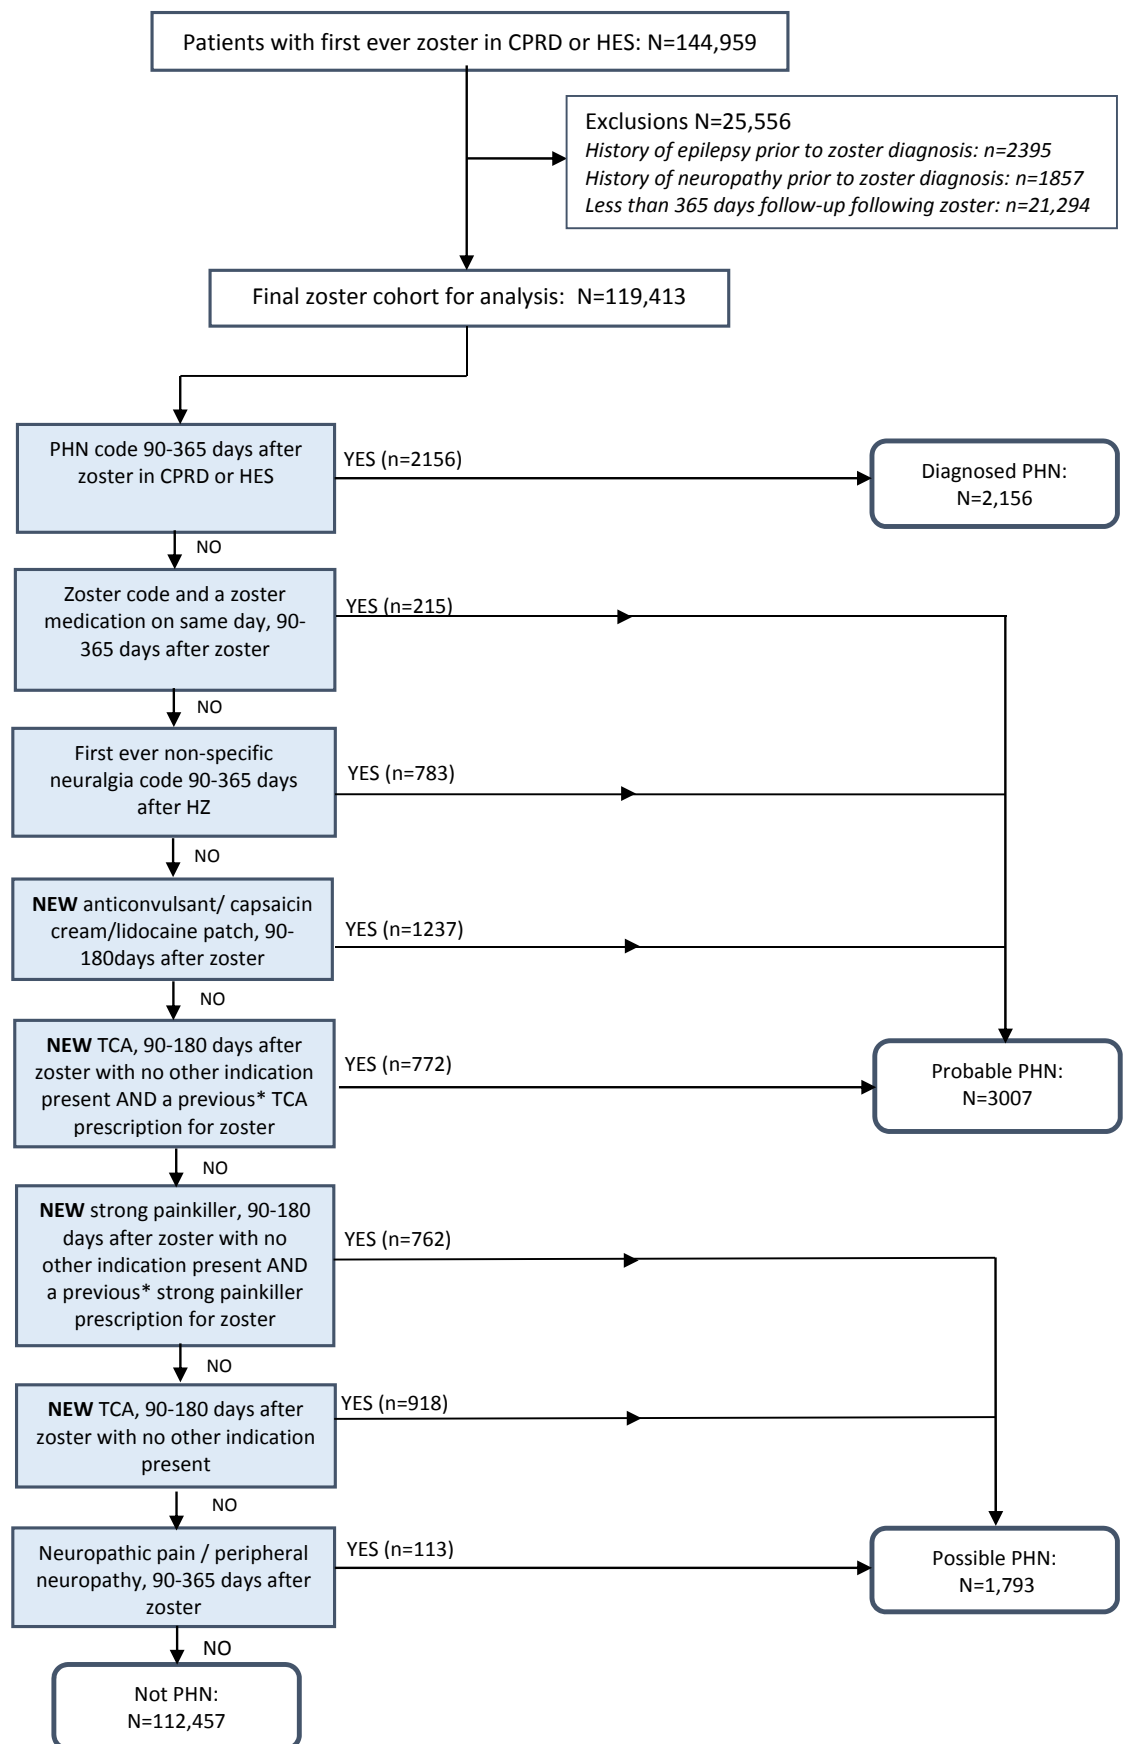 Patients with first ever zoster in CPRD or HES: N=144,959
Exclusions N=25,556
History of epilepsy prior to zoster diagnosis: n=2395
History of neuropathy prior to zoster diagnosis: n=1857
Less than 365 days follow-up following zoster: n=21,294
Final zoster cohort for analysis: N=119,413
PHN code 90-365 days after
zoster in CPRD or HES
YES (n=2156)
Diagnosed PHN:
N=2,156
NO
Zoster code and a zoster
medication on same day, 90-
365 days after zoster
YES (n=215)
NO
First ever non-specific
neuralgia code 90-365 days
after HZ
YES (n=783)
NO
NEW anticonvulsant/ capsaicin
cream/lidocaine patch, 90-
180days after zoster
YES (n=1237)
NO
NEW TCA, 90-180 days after
zoster with no other indication
present AND a previous* TCA
prescription for zoster
YES (n=772)
Probable PHN:
N=3007
NO
NEW strong painkiller, 90-180
days after zoster with no
other indication present AND
a previous* strong painkiller
prescription for zoster
YES (n=762)
NO
NEW TCA, 90-180 days after
zoster with no other indication
present
YES (n=918)
NO
Neuropathic pain / peripheral
neuropathy, 90-365 days after
zoster
YES (n=113)
Possible PHN:
N=1,793
NO
Not PHN:
N=112,457